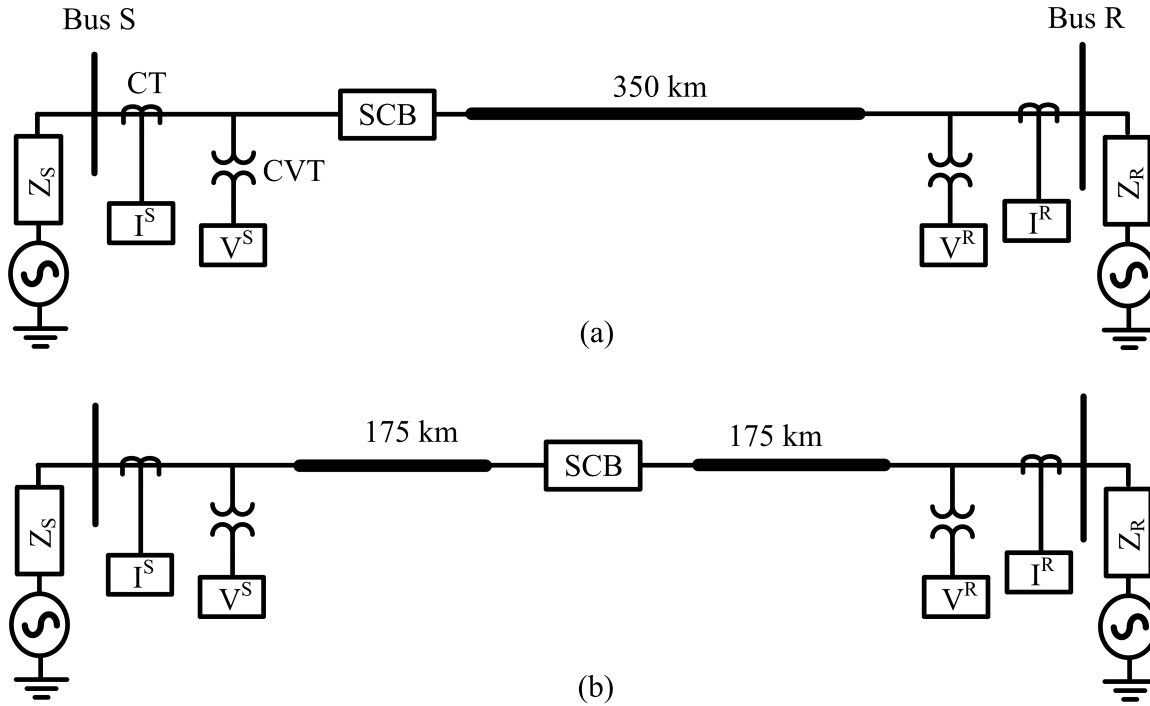 Bus S
Bus R
CT
350 km
SCB
CVT
Z_S
Z_R
I^S
I^R
V^S
V^R
(a)
175 km
175 km
SCB
Z_S
Z_R
I^S
I^R
V^S
V^R
(b)